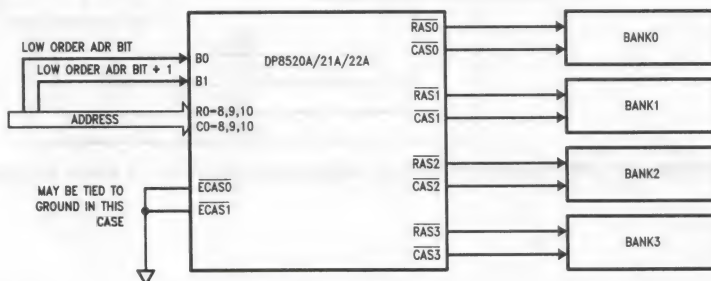 LOW ORDER ADR BIT
LOW ORDER ADR BIT + 1
ADDRESS
MAY BE TIED TO
GROUND IN THIS
CASE
B0
B1
R0-8,9,10
C0-8,9,10
ECAS0
ECAS1
DP8520A/21A/22A
RAS0
CAS0
RAS1
CAS1
RAS2
CAS2
RAS3
CAS3
BANK0
BANK1
BANK2
BANK3